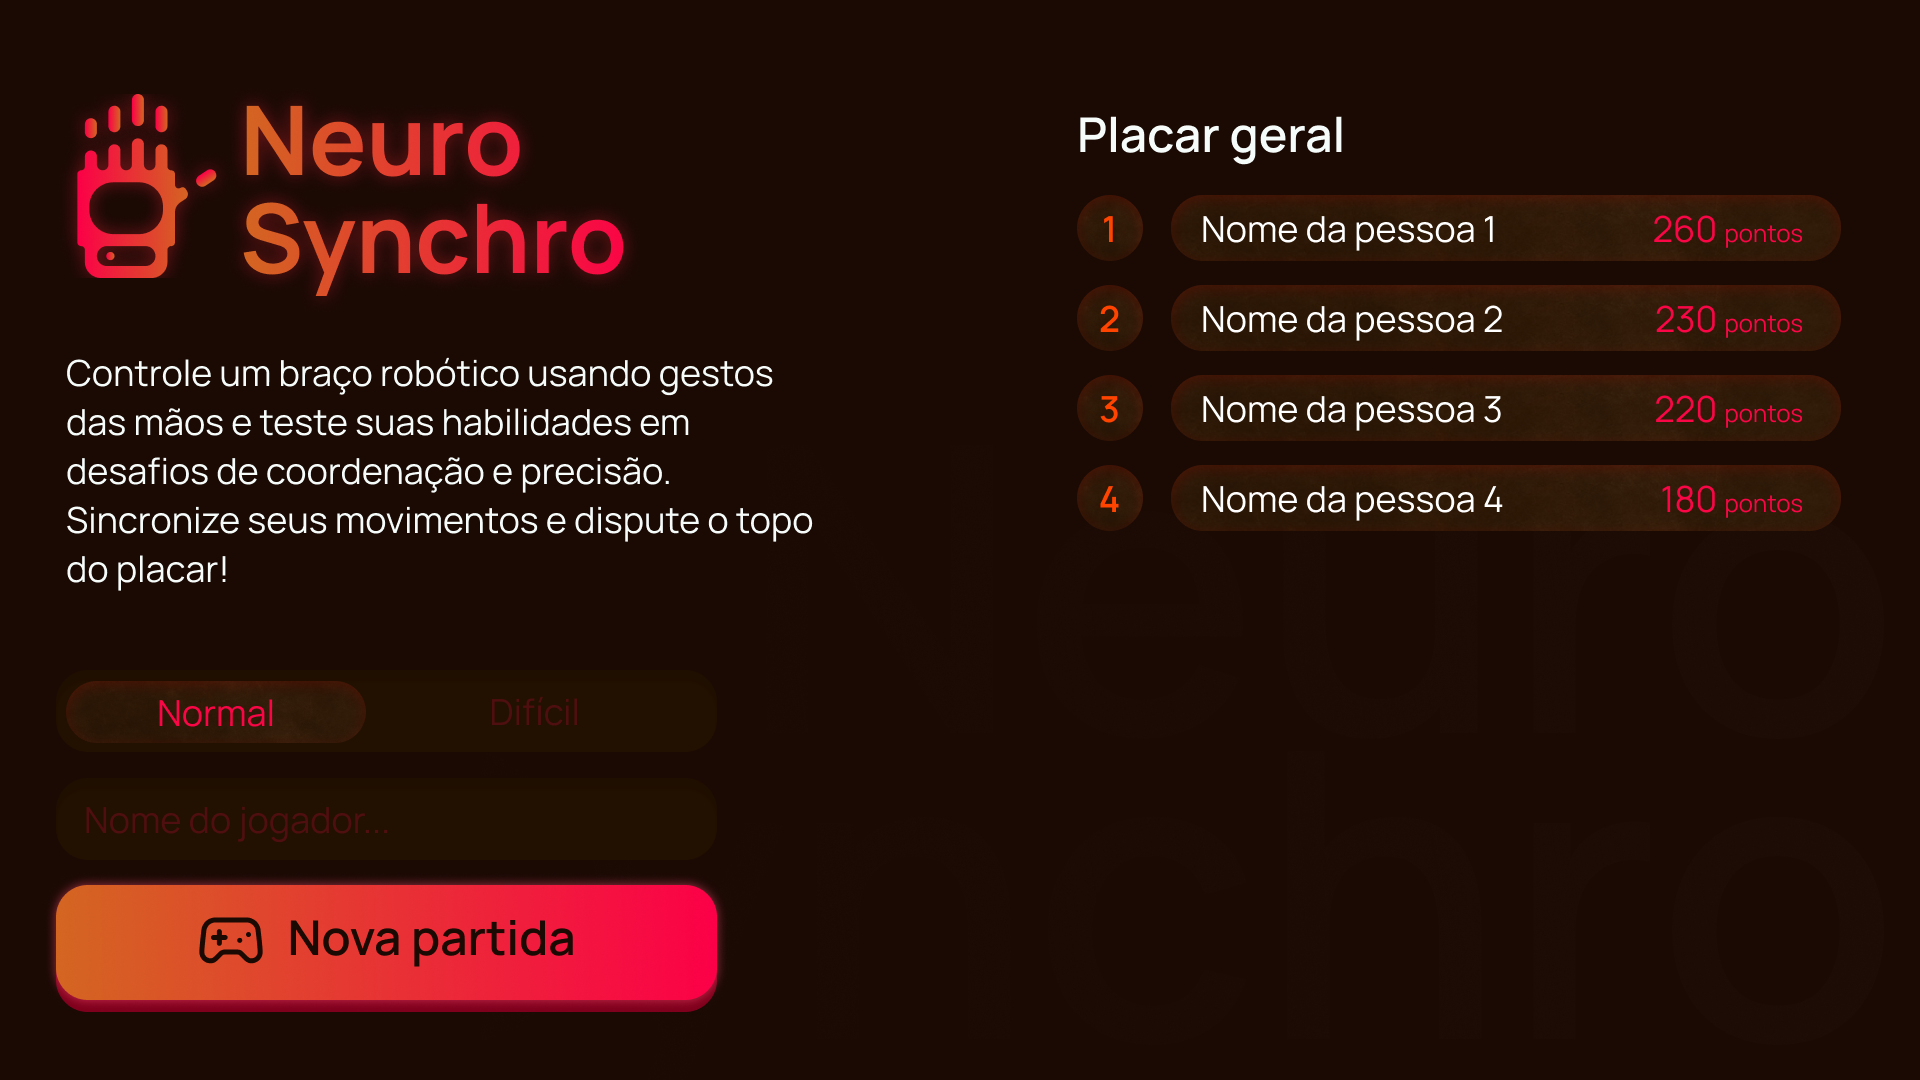 Neuro
Synchro
Controle um braço robótico usando gestos
das mãos e teste suas habilidades em
desafios de coordenação e precisão.
Sincronize seus movimentos e dispute o topo
do placar!
Normal
Difícil
Nome do jogador...
Nova partida
Placar geral
1 Nome da pessoa 1 260 pontos
2 Nome da pessoa 2 230 pontos
3 Nome da pessoa 3 220 pontos
4 Nome da pessoa 4 180 pontos
Neuro
nchro